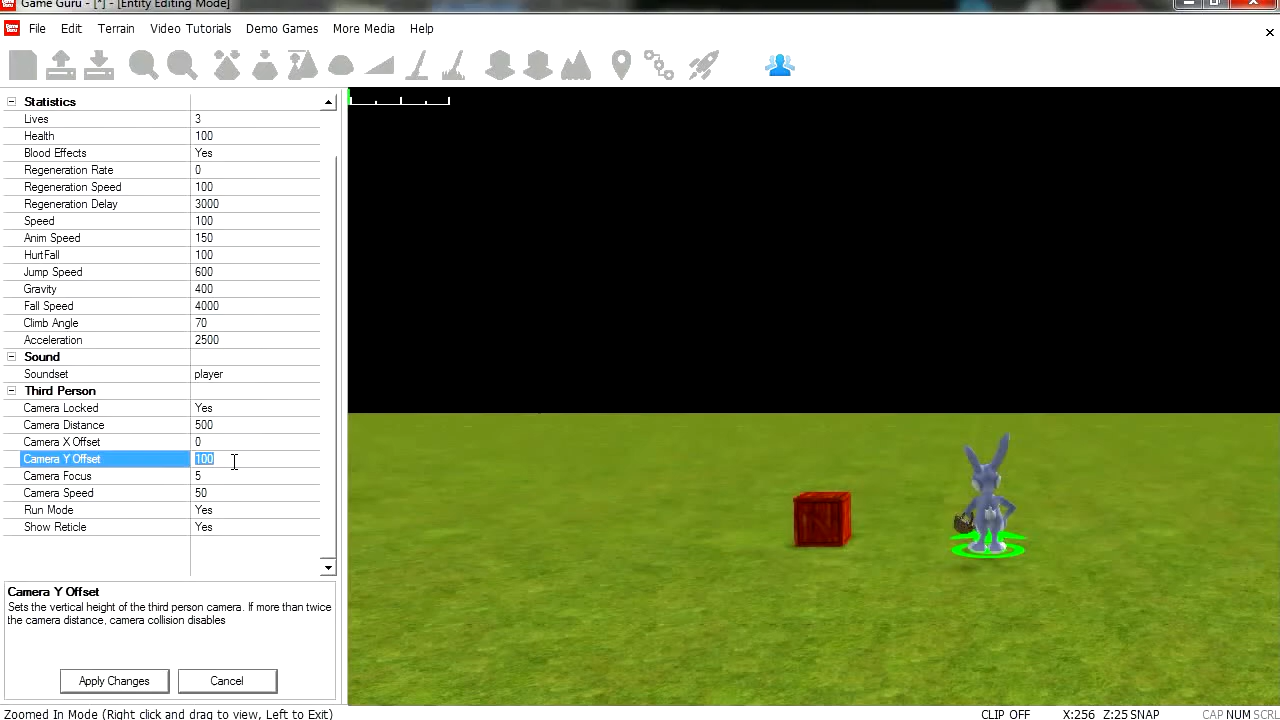 Game Guru - [*] - [Entity Editing Mode]
Game Guru File Edit Terrain Video Tutorials Demo Games More Media Help
Statistics
Lives 3
Health 100
Blood Effects Yes
Regeneration Rate 0
Regeneration Speed 100
Regeneration Delay 3000
Speed 100
Anim Speed 150
HurtFall 100
Jump Speed 600
Gravity 400
Fall Speed 4000
Climb Angle 70
Acceleration 2500
Sound
Soundset player
Third Person
Camera Locked Yes
Camera Distance 500
Camera X Offset 0
Camera Y Offset 100
Camera Focus 5
Camera Speed 50
Run Mode Yes
Show Reticle Yes
Camera Y Offset
Sets the vertical height of the third person camera. If more than twice
the camera distance, camera collision disables
Apply Changes Cancel
Zoomed In Mode (Right click and drag to view, Left to Exit) CLIP OFF X:256 Z:25 SNAP CAP NUM SCRL